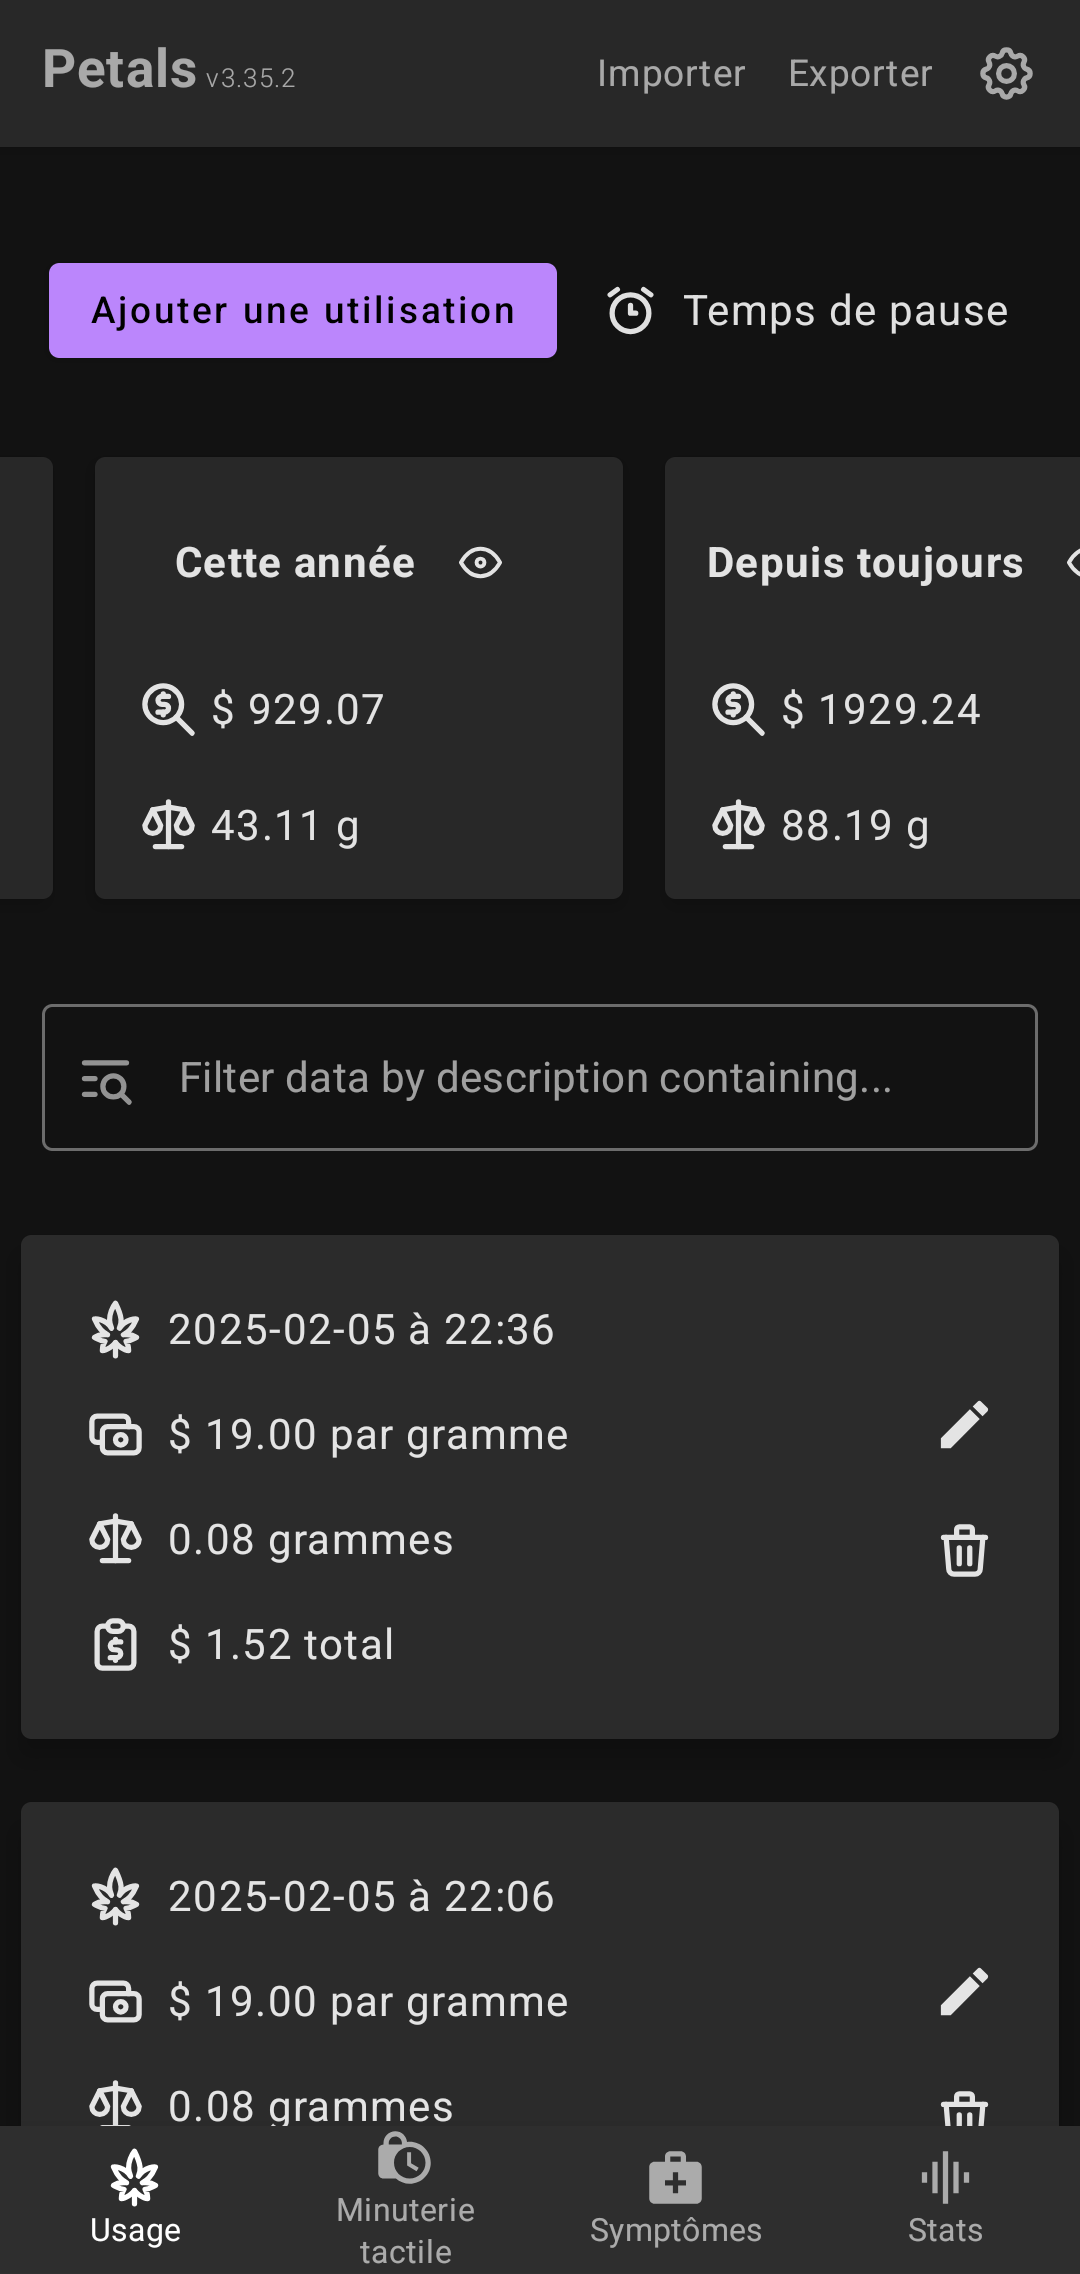 Petals v3.35.2
Importer
Exporter
Ajouter une utilisation
Temps de pause
Cette année
$ 929.07
43.11 g
Depuis toujours
$ 1929.24
88.19 g
Filter data by description containing...
2025-02-05 à 22:36
$ 19.00 par gramme
0.08 grammes
$ 1.52 total
2025-02-05 à 22:06
$ 19.00 par gramme
0.08 grammes
Usage
Minuterie
tactile
Symptômes
Stats